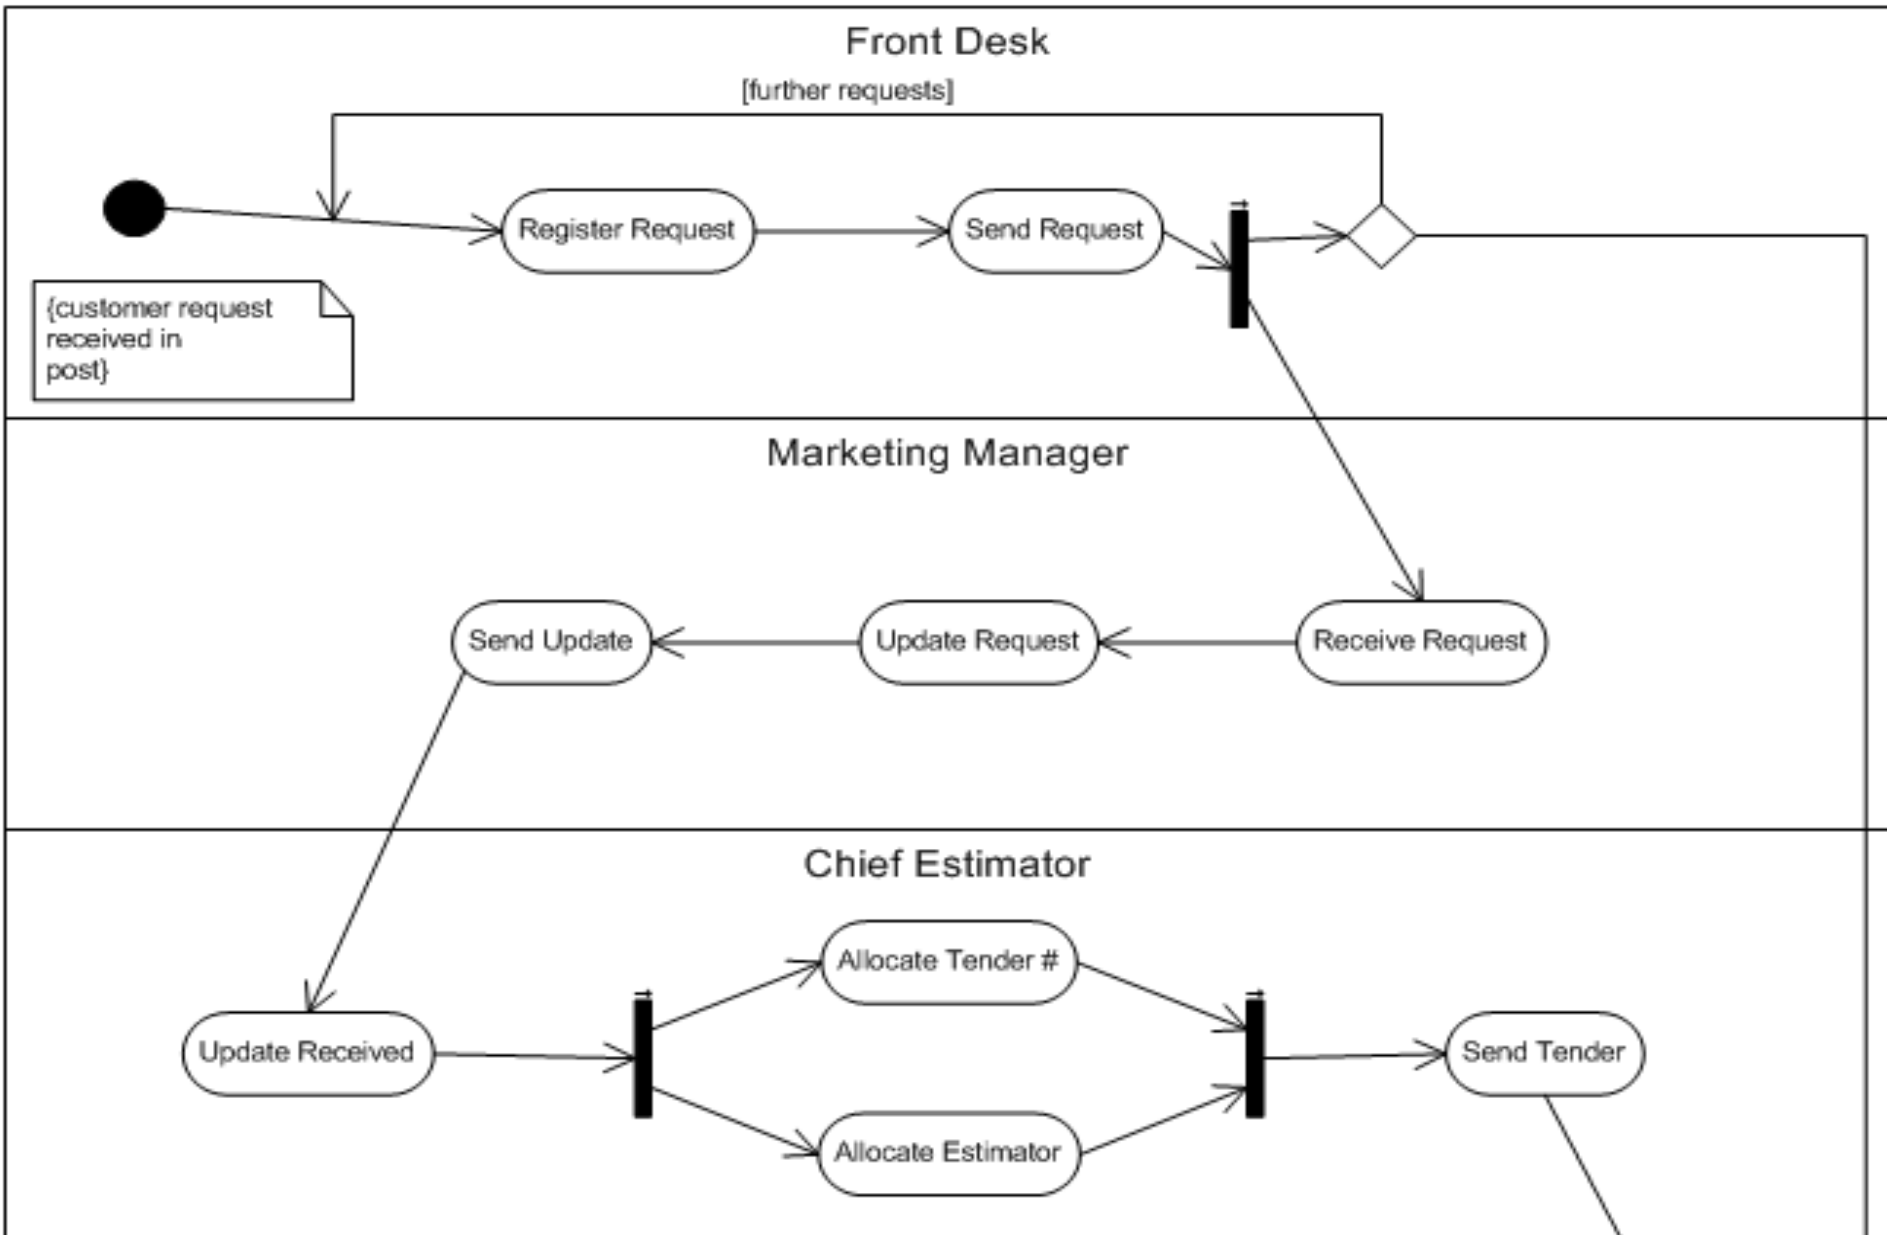 Front Desk
[further requests]
Register Request
Send Request
{customer request
received in
post}
Marketing Manager
Send Update
Update Request
Receive Request
Chief Estimator
Allocate Tender #
Update Received
Send Tender
Allocate Estimator